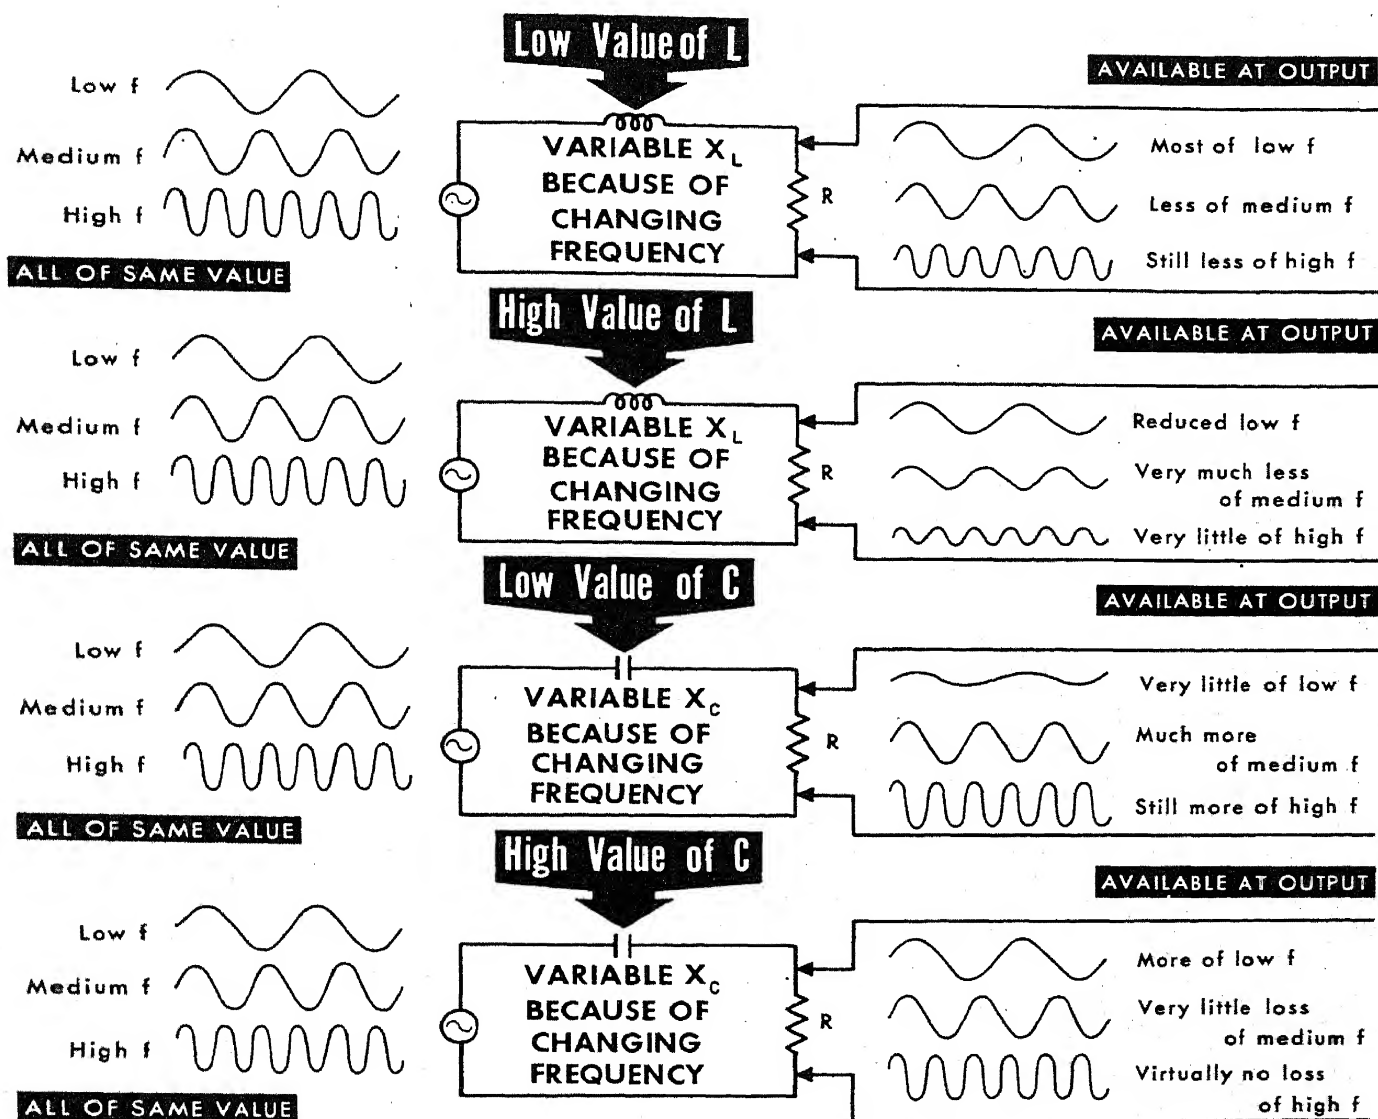 Low Value of L
AVAILABLE AT OUTPUT
Low f
Medium f
High f
ALL OF SAME VALUE
VARIABLE XL
BECAUSE OF
CHANGING
FREQUENCY
R
Most of low f
Less of medium f
Still less of high f
High Value of L
AVAILABLE AT OUTPUT
Low f
Medium f
High f
ALL OF SAME VALUE
VARIABLE XL
BECAUSE OF
CHANGING
FREQUENCY
R
Reduced low f
Very much less
of medium f
Very little of high f
Low Value of C
AVAILABLE AT OUTPUT
Low f
Medium f
High f
ALL OF SAME VALUE
VARIABLE XC
BECAUSE OF
CHANGING
FREQUENCY
R
Very little of low f
Much more
of medium f
Still more of high f
High Value of C
AVAILABLE AT OUTPUT
Low f
Medium f
High f
ALL OF SAME VALUE
VARIABLE XC
BECAUSE OF
CHANGING
FREQUENCY
R
More of low f
Very little loss
of medium f
Virtually no loss
of high f